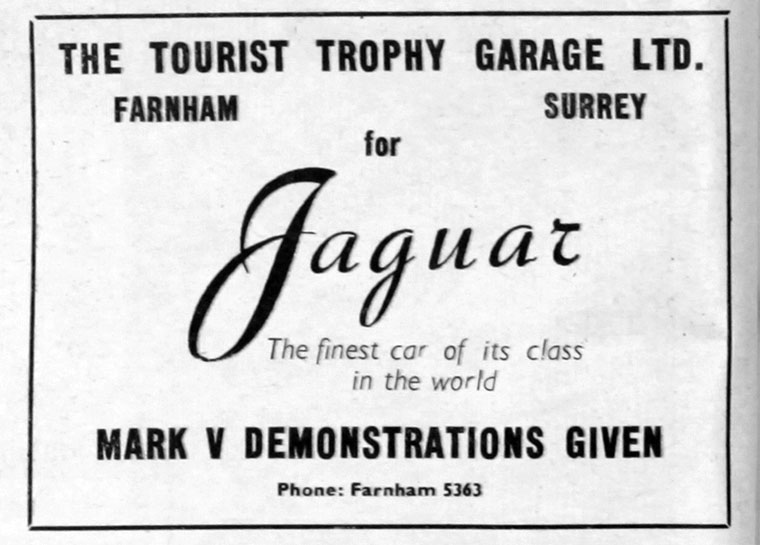 THE TOURIST TROPHY GARAGE LTD.
FARNHAM SURREY
for
Jaguar
The finest car of its class
in the world
MARK V DEMONSTRATIONS GIVEN
Phone: Farnham 5363